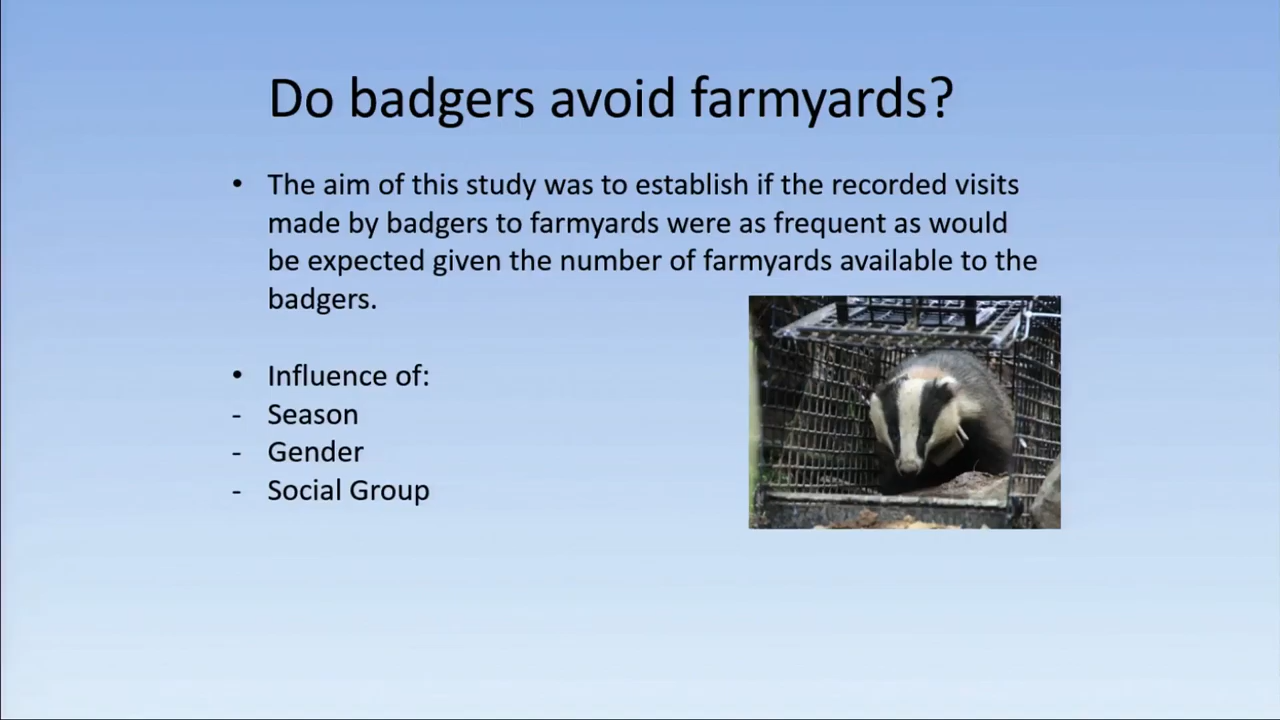 Do badgers avoid farmyards?
• The aim of this study was to establish if the recorded visits
made by badgers to farmyards were as frequent as would
be expected given the number of farmyards available to the
badgers.
• Influence of:
- Season
- Gender
- Social Group